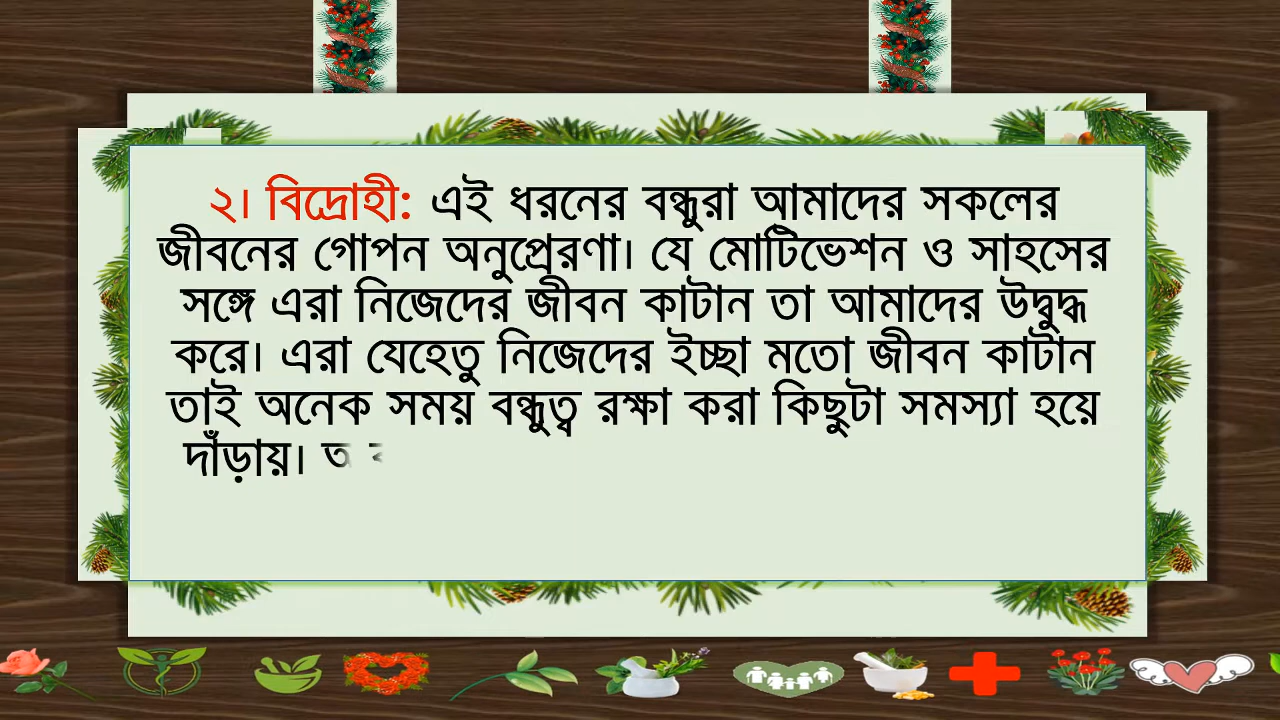 ২। বিদ্রোহী: এই ধরনের বন্ধুরা আমাদের সকলের
জীবনের গোপন অনুপ্রেরণা। যে মোটিভেশন ও সাহসের
সঙ্গে এরা নিজেদের জীবন কাটান তা আমাদের উদ্বুদ্ধ
করে। এরা যেহেতু নিজেদের ইচ্ছা মতো জীবন কাটান
তাই অনেক সময় বন্ধুত্ব রক্ষা করা কিছুটা সমস্যা হয়ে
দাঁড়ায়।